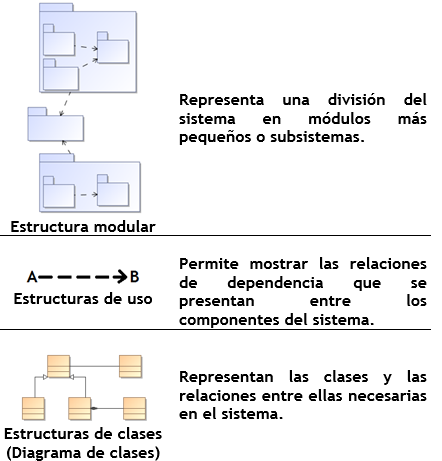 Representa una división del
sistema en módulos más
pequeños o subsistemas.
Estructura modular
A B
Estructuras de uso
Permite mostrar las relaciones
de dependencia que se
presentan entre los
componentes del sistema.
Representan las clases y las
relaciones entre ellas necesarias
en el sistema.
Estructuras de clases
(Diagrama de clases)